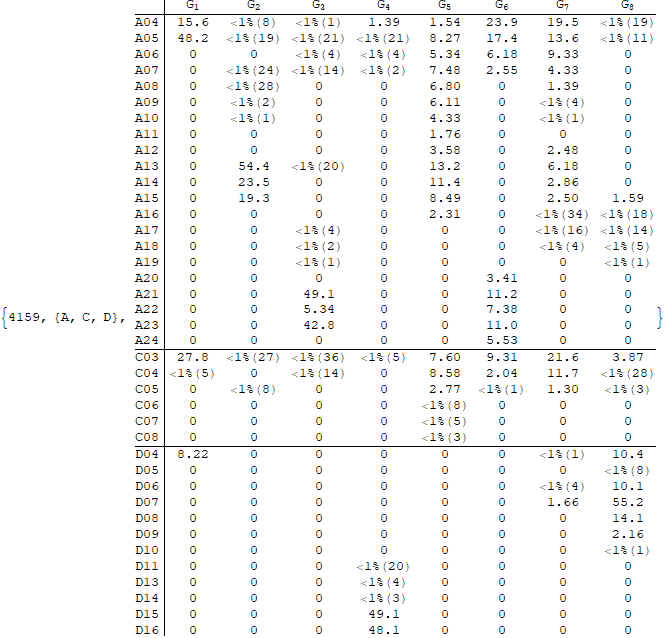 G1 G2 G3 G4 G5 G6 G7 G8
A04 15.6 <1%(8) <1%(1) 1.39 1.54 23.9 19.5 <1%(19)
A05 48.2 <1%(19) <1%(21) <1%(21) 8.27 17.4 13.6 <1%(11)
A06 0 0 <1%(4) <1%(4) 5.34 6.18 9.33 0
A07 0 <1%(24) <1%(14) <1%(2) 7.48 2.55 4.33 0
A08 0 <1%(28) 0 0 6.80 0 1.39 0
A09 0 <1%(2) 0 0 6.11 0 <1%(4) 0
A10 0 <1%(1) 0 0 4.33 0 <1%(1) 0
A11 0 0 0 0 1.76 0 0 0
A12 0 0 0 0 3.58 0 2.48 0
A13 0 54.4 <1%(20) 0 13.2 0 6.18 0
A14 0 23.5 0 0 11.4 0 2.86 0
A15 0 19.3 0 0 8.49 0 2.50 1.59
A16 0 0 0 0 2.31 0 <1%(34) <1%(18)
A17 0 0 <1%(4) 0 0 0 <1%(16) <1%(14)
A18 0 0 <1%(2) 0 0 0 <1%(4) <1%(5)
A19 0 0 <1%(1) 0 0 0 0 <1%(1)
A20 0 0 0 0 0 3.41 0 0
A21 0 0 49.1 0 0 11.2 0 0
{4159, {A, C, D}, A22 0 0 5.34 0 0 7.38 0 0 }
A23 0 0 42.8 0 0 11.0 0 0
A24 0 0 0 0 0 5.53 0 0
C03 27.8 <1%(27) <1%(36) <1%(5) 7.60 9.31 21.6 3.87
C04 <1%(5) 0 <1%(14) 0 8.58 2.04 11.7 <1%(28)
C05 0 <1%(8) 0 0 2.77 <1%(1) 1.30 <1%(3)
C06 0 0 0 0 <1%(8) 0 0 0
C07 0 0 0 0 <1%(5) 0 0 0
C08 0 0 0 0 <1%(3) 0 0 0
D04 8.22 0 0 0 0 0 <1%(1) 10.4
D05 0 0 0 0 0 0 0 <1%(8)
D06 0 0 0 0 0 0 <1%(4) 10.1
D07 0 0 0 0 0 0 1.66 55.2
D08 0 0 0 0 0 0 0 14.1
D09 0 0 0 0 0 0 0 2.16
D10 0 0 0 0 0 0 0 <1%(1)
D11 0 0 0 <1%(20) 0 0 0 0
D13 0 0 0 <1%(4) 0 0 0 0
D14 0 0 0 <1%(3) 0 0 0 0
D15 0 0 0 49.1 0 0 0 0
D16 0 0 0 48.1 0 0 0 0